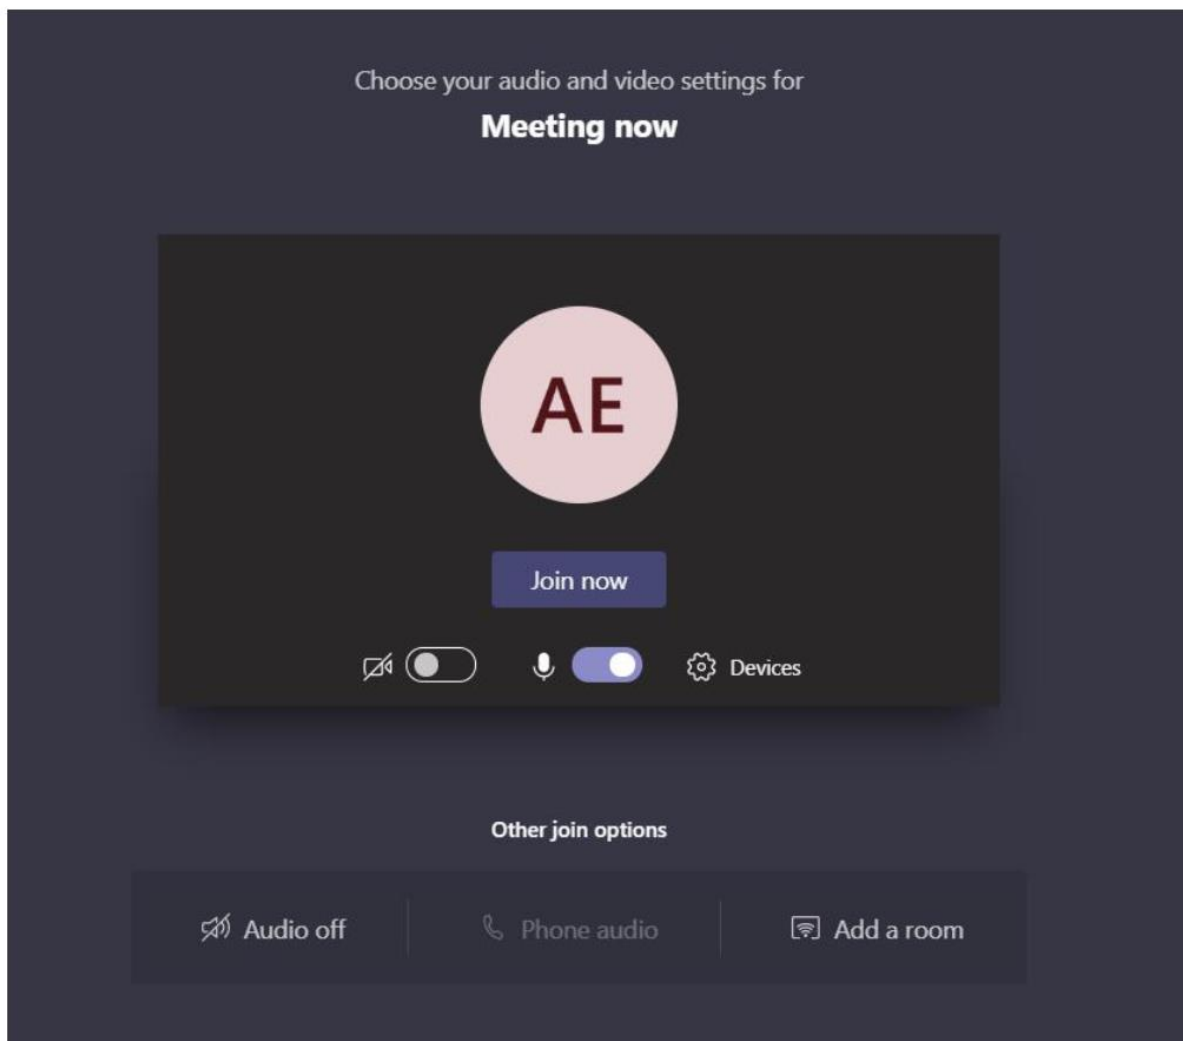 Choose your audio and video settings for
Meeting now
AE
Join now
Devices
Other join options
Audio off
Phone audio
Add a room